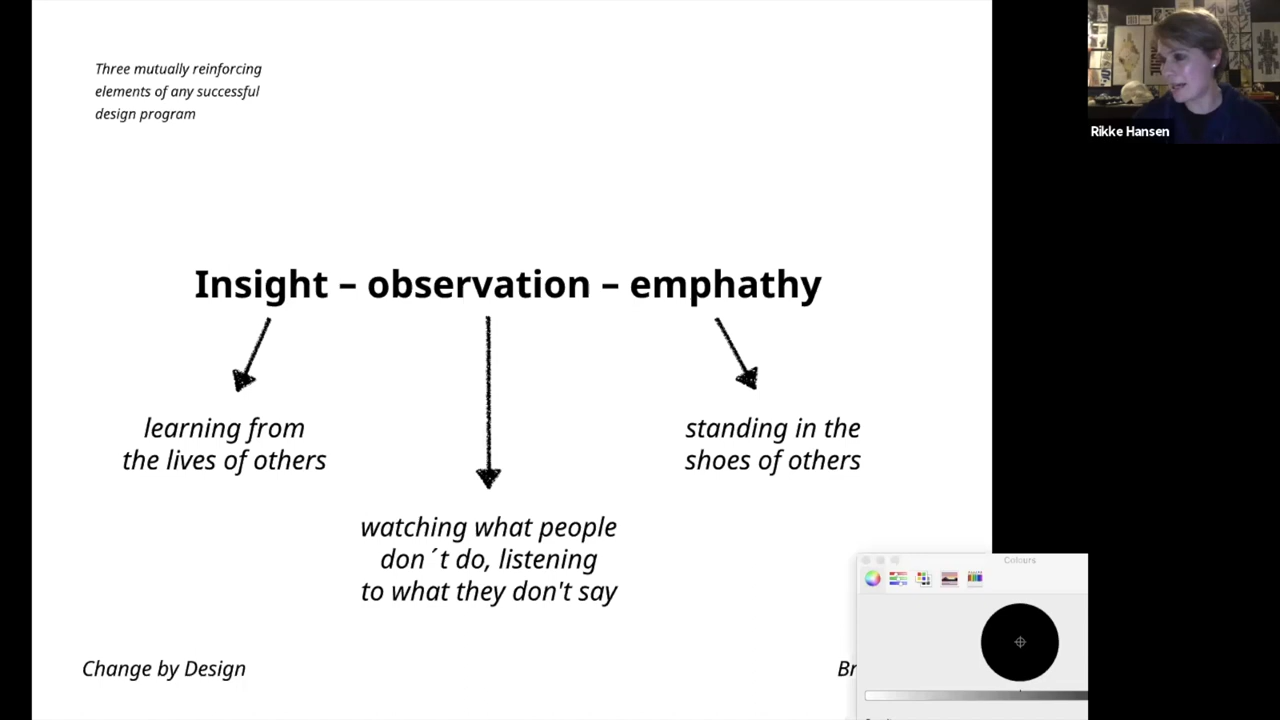 Three mutually reinforcing
elements of any successful
design program
Rikke Hansen
Insight – observation – emphathy
learning from
the lives of others
standing in the
shoes of others
watching what people
don´t do, listening
to what they don't say
Colours
Change by Design
Br